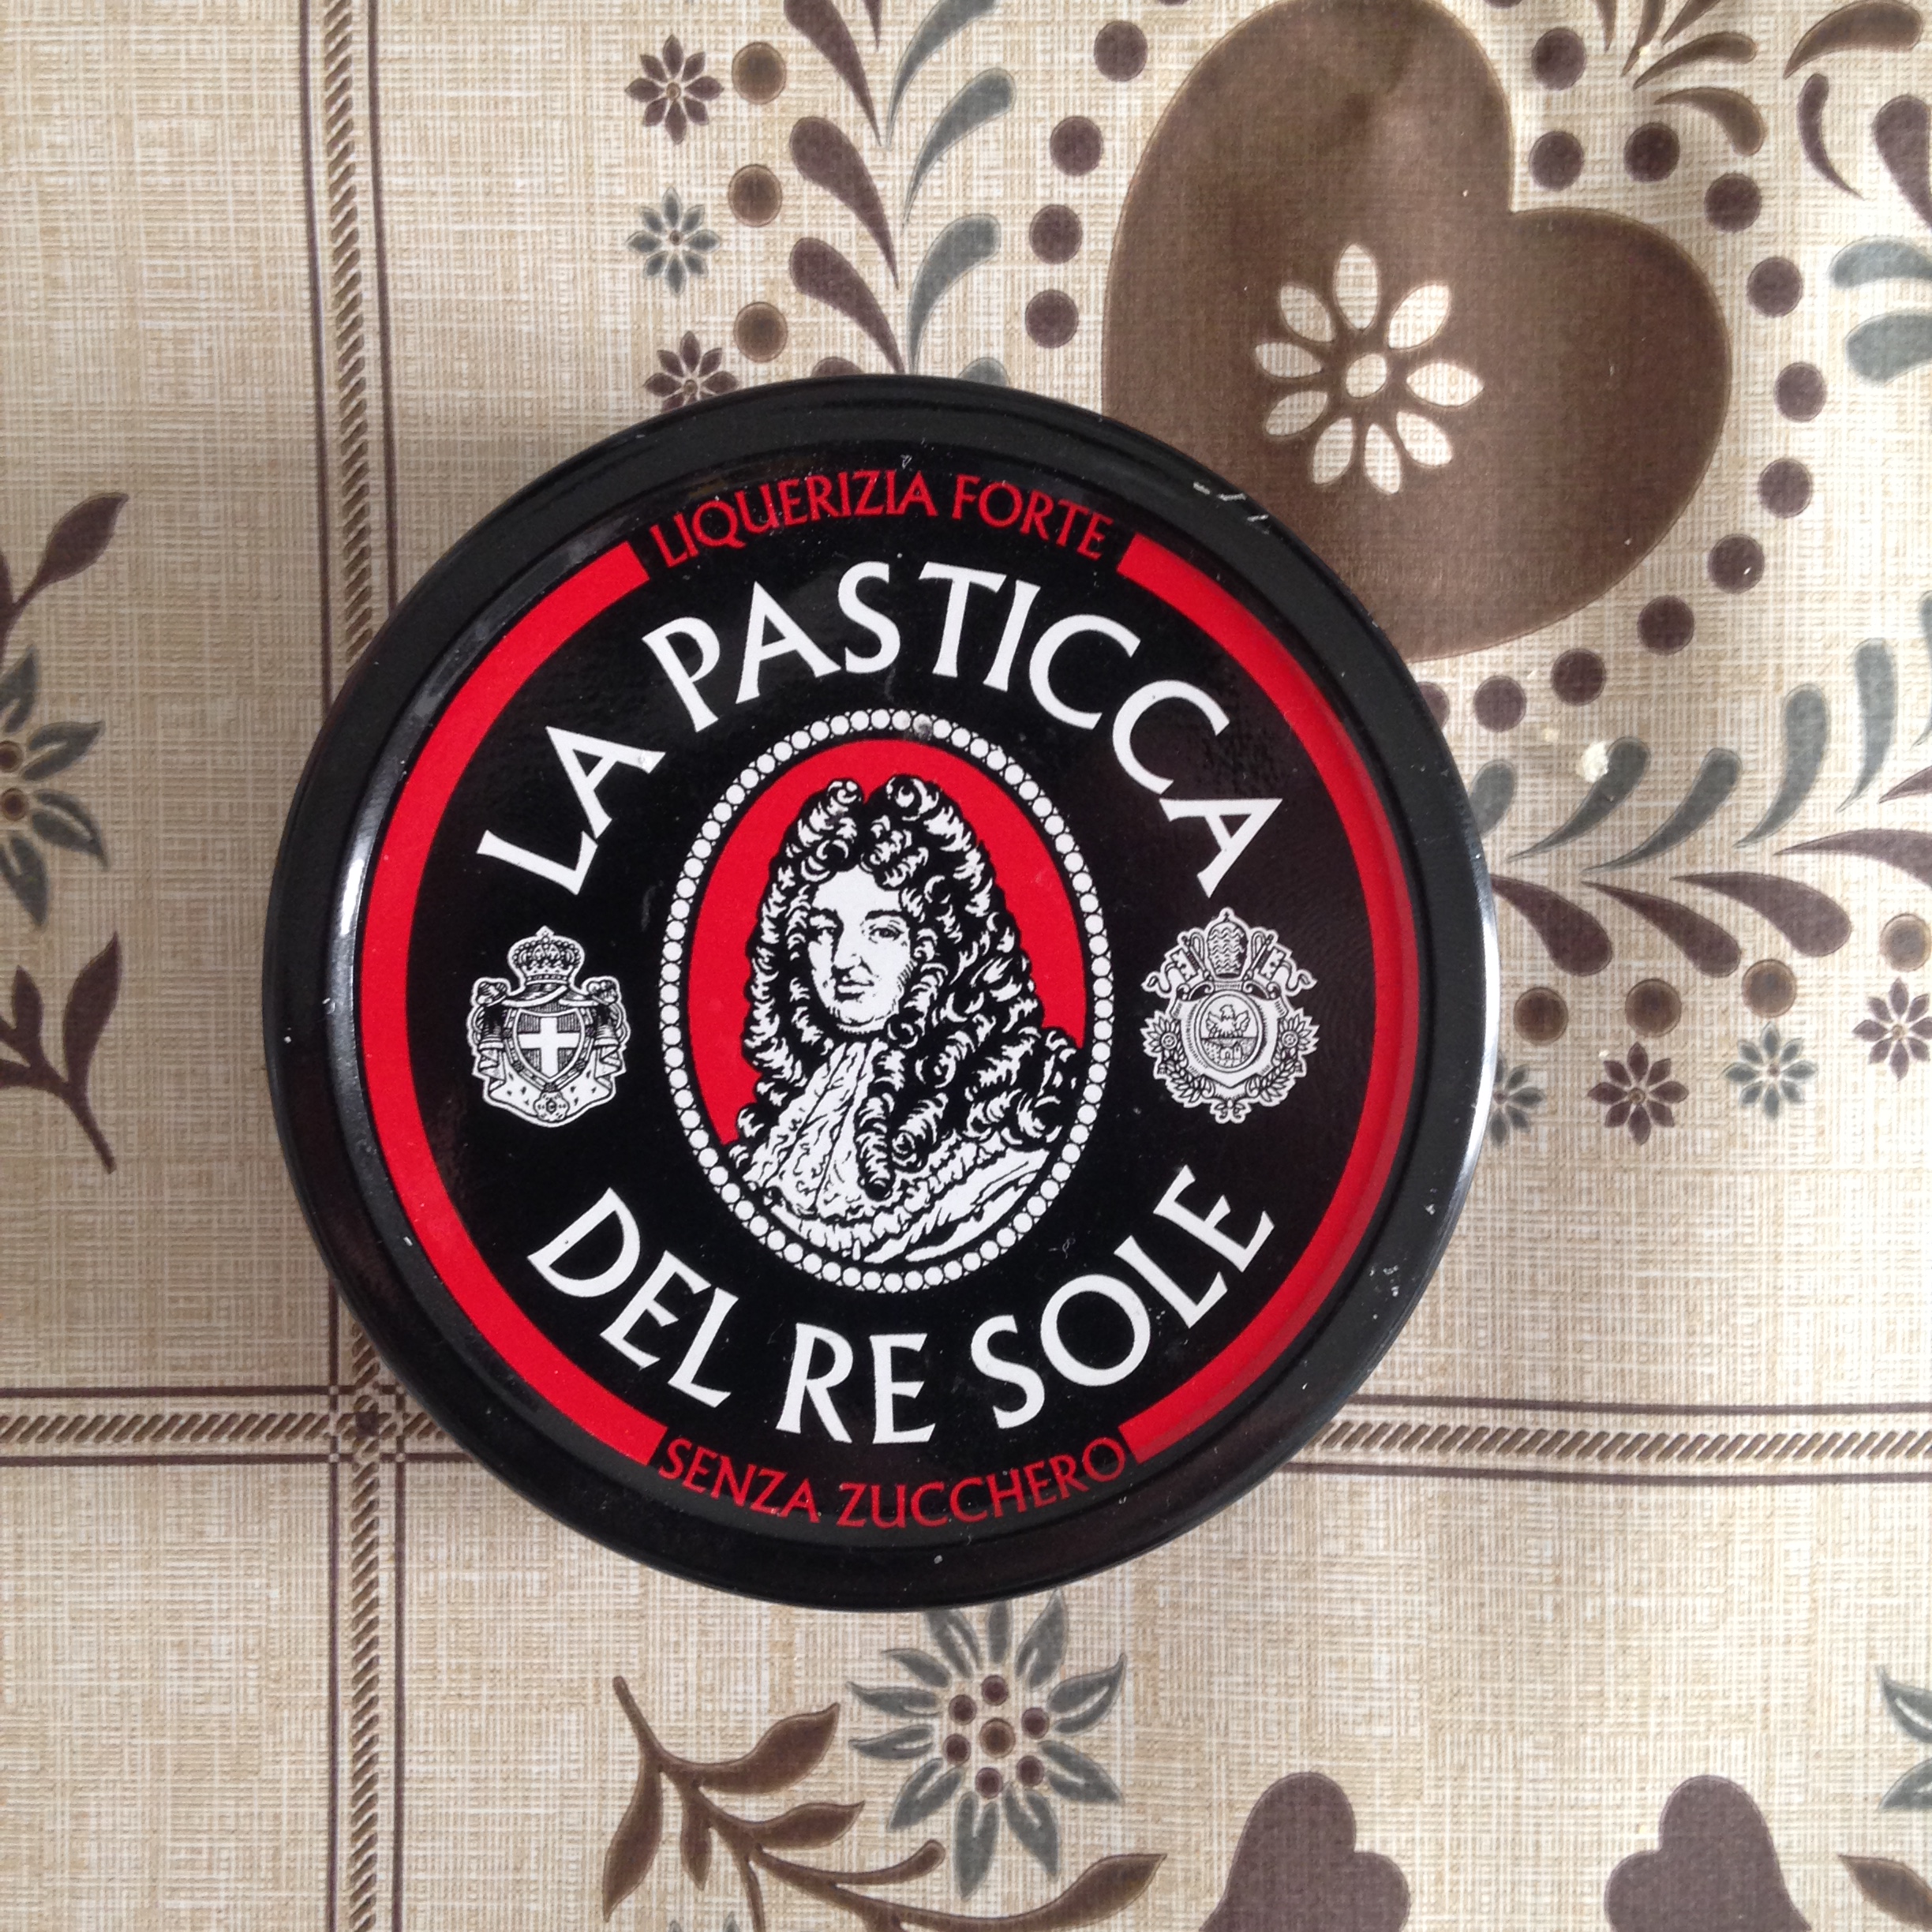 LIQUERIZIA FORTE
LA PASTICCA
DEL RE SOLE
SENZA ZUCCHERO